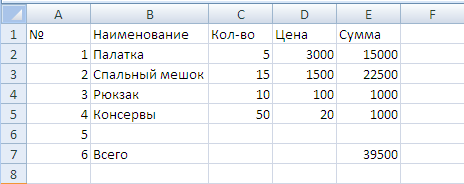 A B C D E F
1 № Наименование Кол-во Цена Сумма
2 1 Палатка 5 3000 15000
3 2 Спальный мешок 15 1500 22500
4 3 Рюкзак 10 100 1000
5 4 Консервы 50 20 1000
6 5
7 6 Всего 39500
8